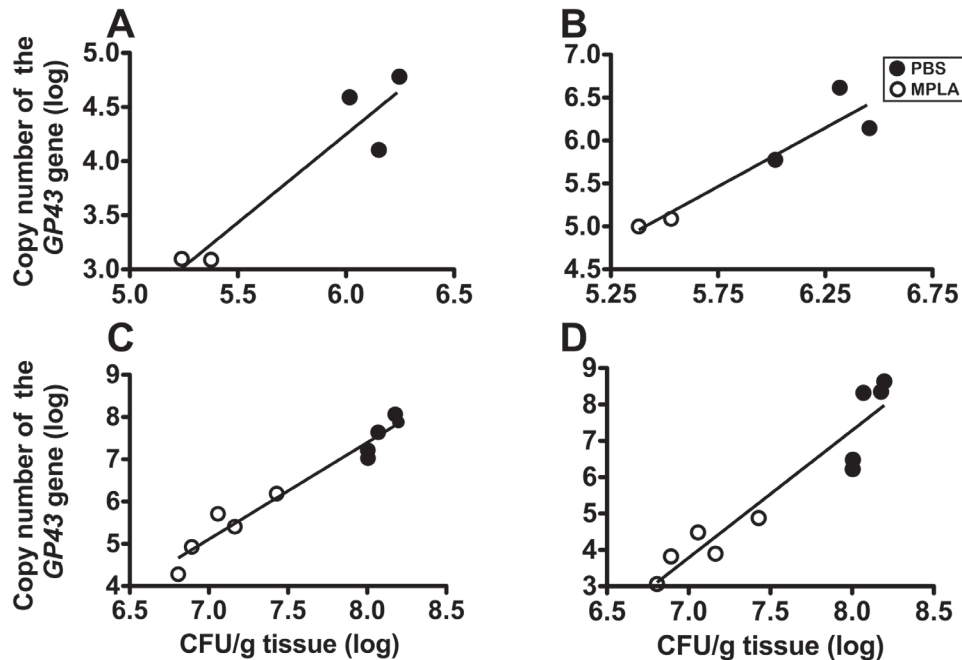 A
Copy number of the
GP43 gene (log)
5.0
4.5
4.0
3.5
3.0
5.0 5.5 6.0 6.5
B
7.0
6.5
6.0
5.5
5.0
4.5
5.25 5.75 6.25 6.75
PBS
MPLA
C
Copy number of the
GP43 gene (log)
9
8
7
6
5
4
6.5 7.0 7.5 8.0 8.5
CFU/g tissue (log)
D
9
8
7
6
5
4
3
6.5 7.0 7.5 8.0 8.5
CFU/g tissue (log)